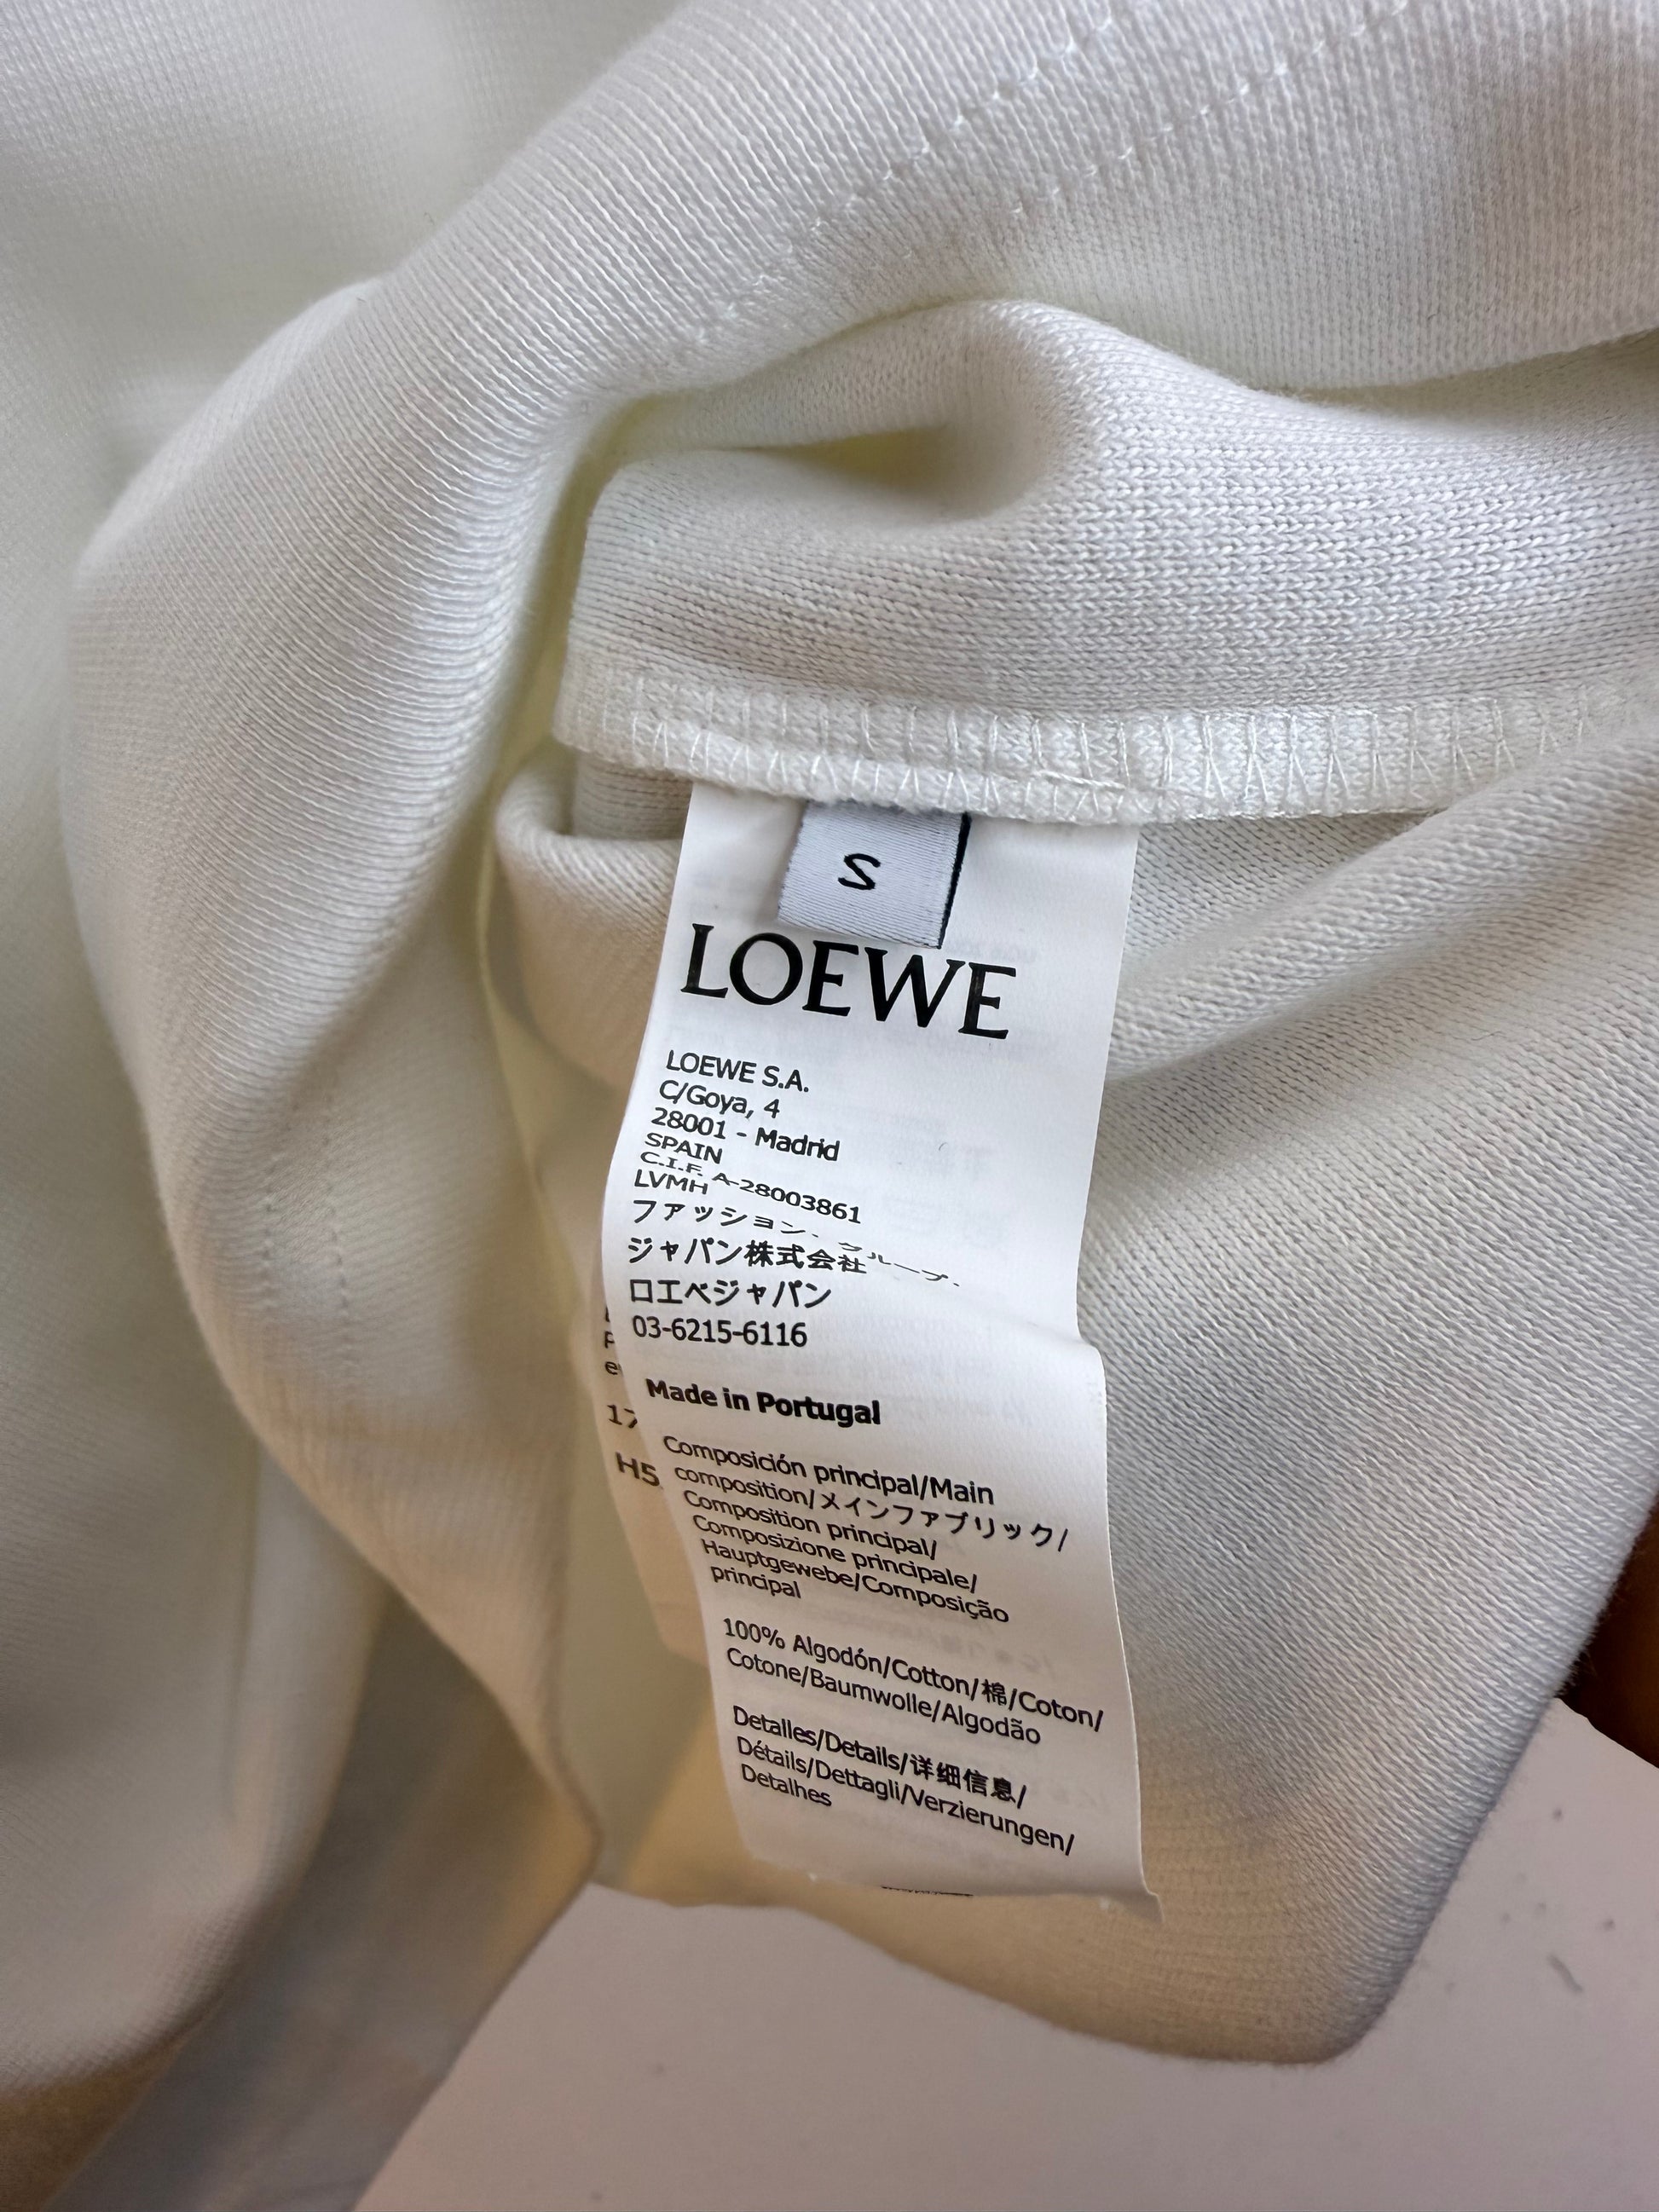 S
LOEWE
LOEWE S.A.
C/Goya, 4
28001 - Madrid
SPAIN
C.I.F. A-28003861
LVMH
ファッション、グループ、
ジャパン株式会社
ロエベジャパン
03-6215-6116
Made in Portugal
Composición principal/Main
composition/メインファブリック/
Composition principal/
Composizione principale/
Hauptgewebe/Composição
principal
100% Algodón/Cotton/棉/Coton/
Cotone/Baumwolle/Algodão
Detalles/Details/详细信息/
Détails/Dettagli/Verzierungen/
Detalhes
17
H5